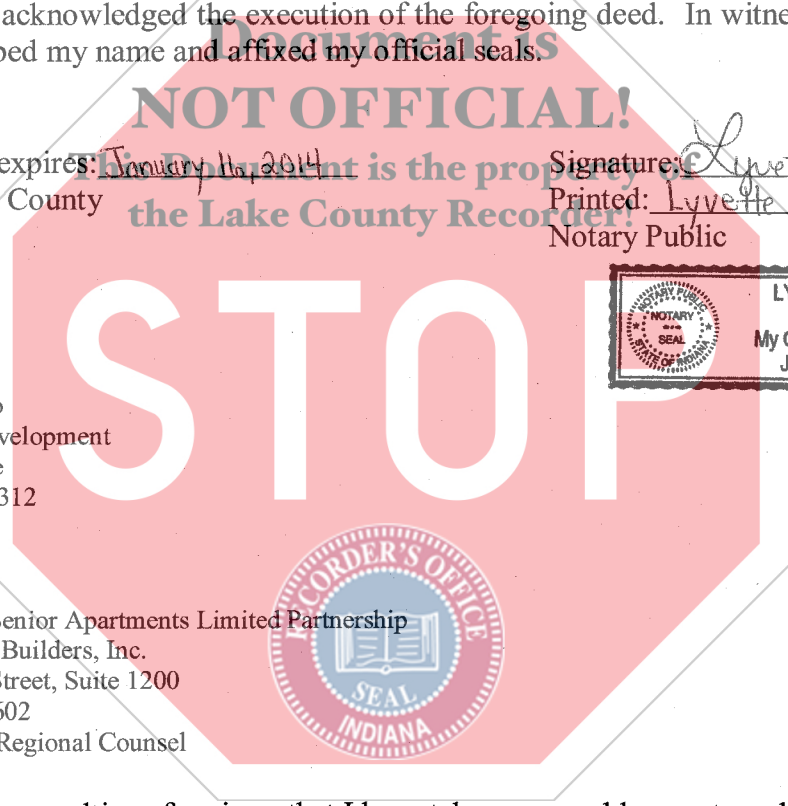 acknowledged the execution of the foregoing deed. In witne
bed my name and affixed my official seals.
Document is
NOT OFFICIAL!
This Document is the property of
the Lake County Recorder!
expires: January 16, 2014
County
Signature: Lyve
Printed: Lyvette
Notary Public
NOTARY PUBLIC
NOTARY
SEAL
STATE OF INDIANA
LY
My C
J
STOP
velopment
e
312
Senior Apartments Limited Partnership
Builders, Inc.
Street, Suite 1200
602
Regional Counsel
RECORDER'S OFFICE
SEAL
INDIANA